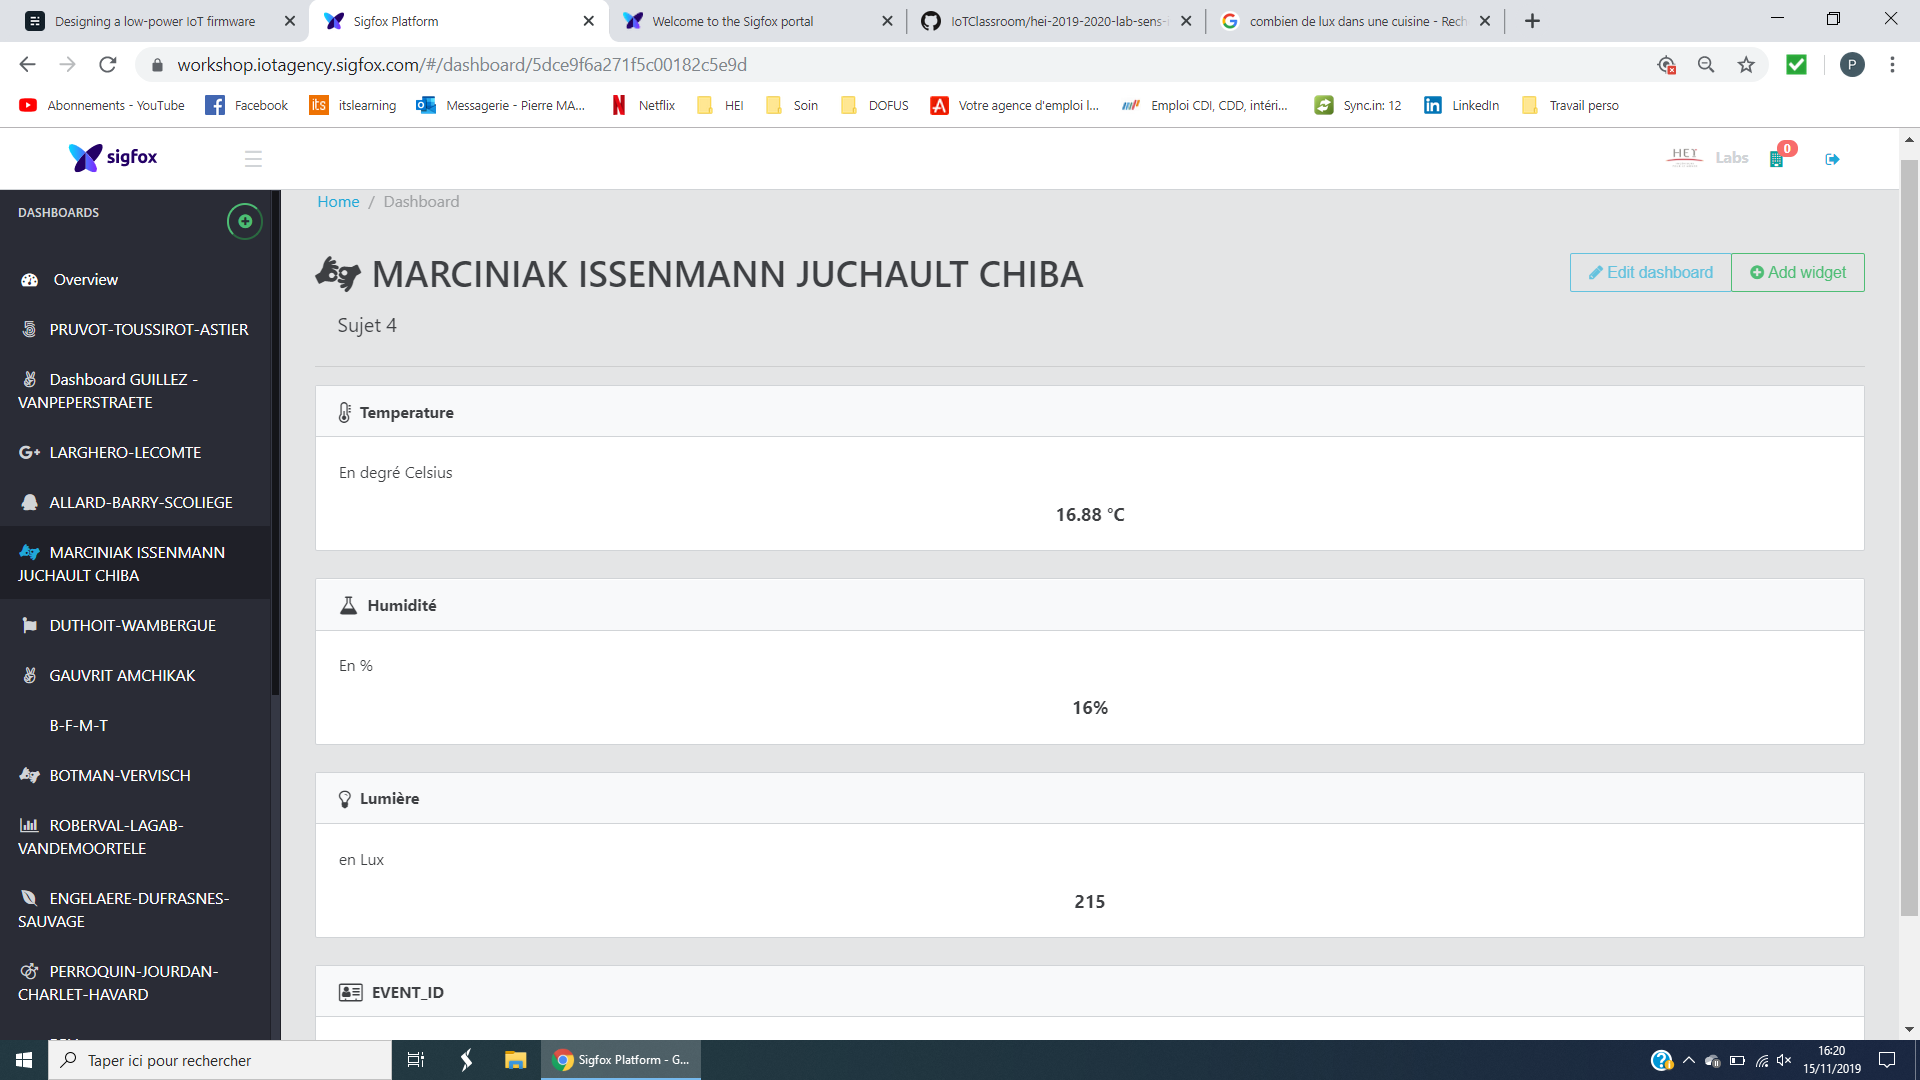 Designing a low-power IoT firmware
Sigfox Platform
Welcome to the Sigfox portal
IoTClassroom/hei-2019-2020-lab-sens-i
combien de lux dans une cuisine - Rech
workshop.iotagency.sigfox.com/#/dashboard/5dce9f6a271f5c00182c5e9d
P
Abonnements - YouTube
Facebook
its itslearning
Messagerie - Pierre MA...
Netflix
HEI
Soin
DOFUS
Votre agence d'emploi I...
Emploi CDI, CDD, intéri...
Sync.in: 12
LinkedIn
Travail perso
sigfox
HEI
Labs
0
DASHBOARDS
Overview
PRUVOT-TOUSSIROT-ASTIER
Dashboard GUILLEZ -
VANPEPERSTRAETE
LARGHERO-LECOMTE
ALLARD-BARRY-SCOLIEGE
MARCINIAK ISSENMANN
JUCHAULT CHIBA
DUTHOIT-WAMBERGUE
GAUVRIT AMCHIKAK
B-F-M-T
BOTMAN-VERVISCH
ROBERVAL-LAGAB-
VANDEMOORTELE
ENGELAERE-DUFRASNES-
SAUVAGE
PERROQUIN-JOURDAN-
CHARLET-HAVARD
Home / Dashboard
MARCINIAK ISSENMANN JUCHAULT CHIBA
Edit dashboard
Add widget
Sujet 4
Temperature
En degré Celsius
16.88 °C
Humidité
En %
16%
Lumière
en Lux
215
EVENT_ID
Taper ici pour rechercher
Sigfox Platform - G...
16:20
15/11/2019